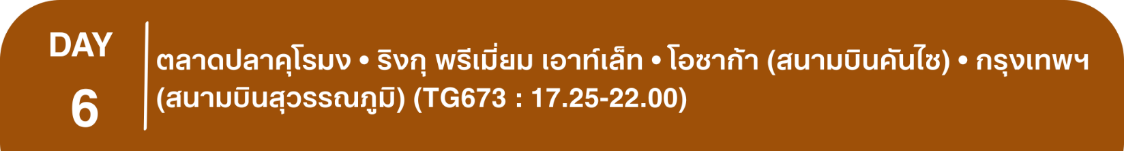 DAY
6
ตลาดปลาคุโรมง • ริงกุ พรีเมี่ยม เอาท์เล็ท • โอซาก้า (สนามบินคันไซ) • กรุงเทพฯ
(สนามบินสุวรรณภูมิ) (TG673 : 17.25-22.00)